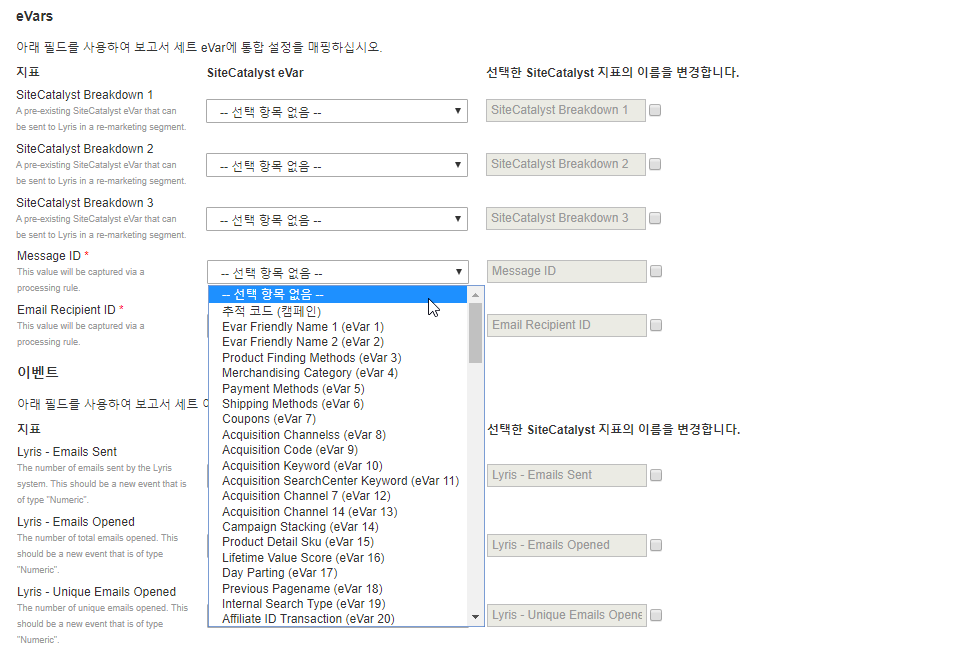 eVars
아래 필드를 사용하여 보고서 세트 eVar에 통합 설정을 매핑하십시오.
지표 SiteCatalyst eVar 선택한 SiteCatalyst 지표의 이름을 변경합니다.
SiteCatalyst Breakdown 1
A pre-existing SiteCatalyst eVar that can
be sent to Lyris in a re-marketing segment.
-- 선택 항목 없음 --
SiteCatalyst Breakdown 1
SiteCatalyst Breakdown 2
A pre-existing SiteCatalyst eVar that can
be sent to Lyris in a re-marketing segment.
-- 선택 항목 없음 --
SiteCatalyst Breakdown 2
SiteCatalyst Breakdown 3
A pre-existing SiteCatalyst eVar that can
be sent to Lyris in a re-marketing segment.
-- 선택 항목 없음 --
SiteCatalyst Breakdown 3
Message ID *
This value will be captured via a
processing rule.
-- 선택 항목 없음 --
Message ID
-- 선택 항목 없음 --
추적 코드 (캠페인)
Evar Friendly Name 1 (eVar 1)
Evar Friendly Name 2 (eVar 2)
Product Finding Methods (eVar 3)
Merchandising Category (eVar 4)
Payment Methods (eVar 5)
Shipping Methods (eVar 6)
Coupons (eVar 7)
Acquisition Channelss (eVar 8)
Acquisition Code (eVar 9)
Acquisition Keyword (eVar 10)
Acquisition SearchCenter Keyword (eVar 11)
Acquisition Channel 7 (eVar 12)
Acquisition Channel 14 (eVar 13)
Campaign Stacking (eVar 14)
Product Detail Sku (eVar 15)
Lifetime Value Score (eVar 16)
Day Parting (eVar 17)
Previous Pagename (eVar 18)
Internal Search Type (eVar 19)
Affiliate ID Transaction (eVar 20)
Email Recipient ID *
This value will be captured via a
processing rule.
Email Recipient ID
이벤트
아래 필드를 사용하여 보고서 세트
지표 선택한 SiteCatalyst 지표의 이름을 변경합니다.
Lyris - Emails Sent
The number of emails sent by the Lyris
system. This should be a new event that is
of type "Numeric".
Lyris - Emails Sent
Lyris - Emails Opened
The number of total emails opened. This
should be a new event that is of type
"Numeric".
Lyris - Emails Opened
Lyris - Unique Emails Opened
The number of unique emails opened. This
should be a new event that is of type
"Numeric".
Lyris - Unique Emails Opene